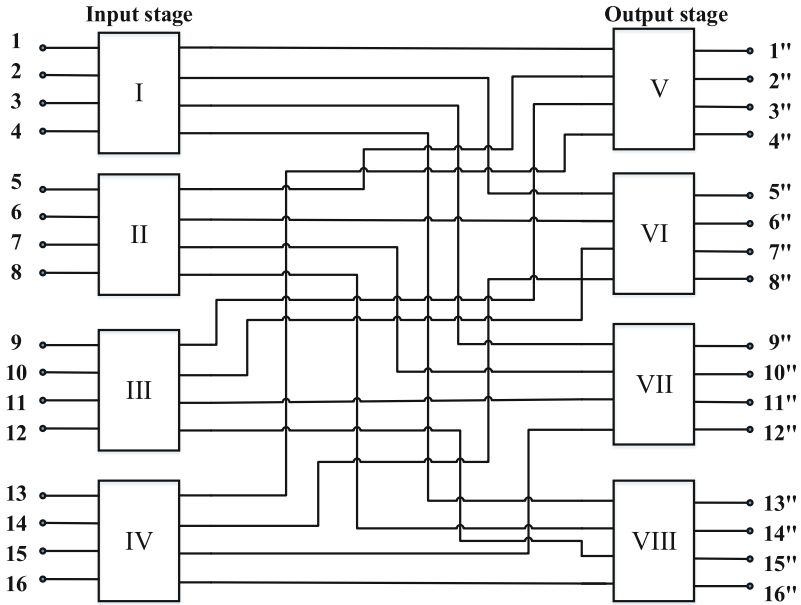 Input stage Output stage
1 1"
2 I V 2"
3 3"
4 4"
5 5"
6 II VI 6"
7 7"
8 8"
9 9"
10 III VII 10"
11 11"
12 12"
13 13"
14 IV VIII 14"
15 15"
16 16"